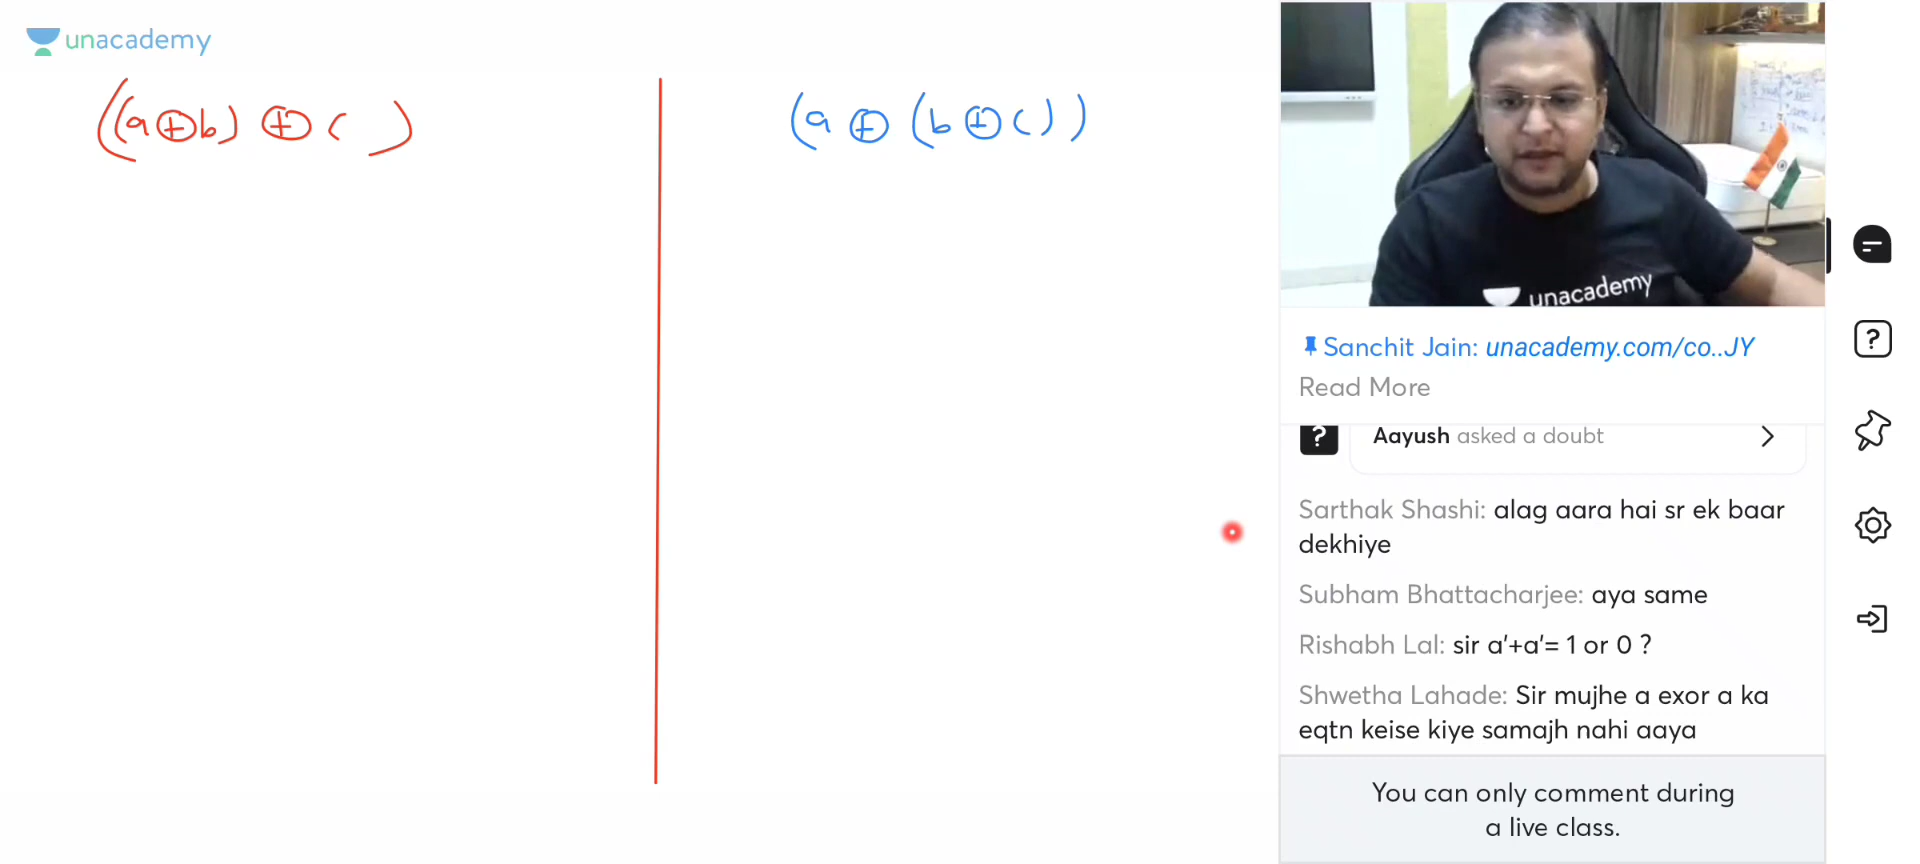 unacademy
((a⊕b) ⊕ c )
(a ⊕ (b ⊕ c))
unacademy
Sanchit Jain: unacademy.com/co..JY
Read More
? Aayush asked a doubt
Sarthak Shashi: alag aara hai sr ek baar
dekhiye
Subham Bhattacharjee: aya same
Rishabh Lal: sir a'+a'= 1 or 0 ?
Shwetha Lahade: Sir mujhe a exor a ka
eqtn keise kiye samajh nahi aaya
You can only comment during
a live class.
?